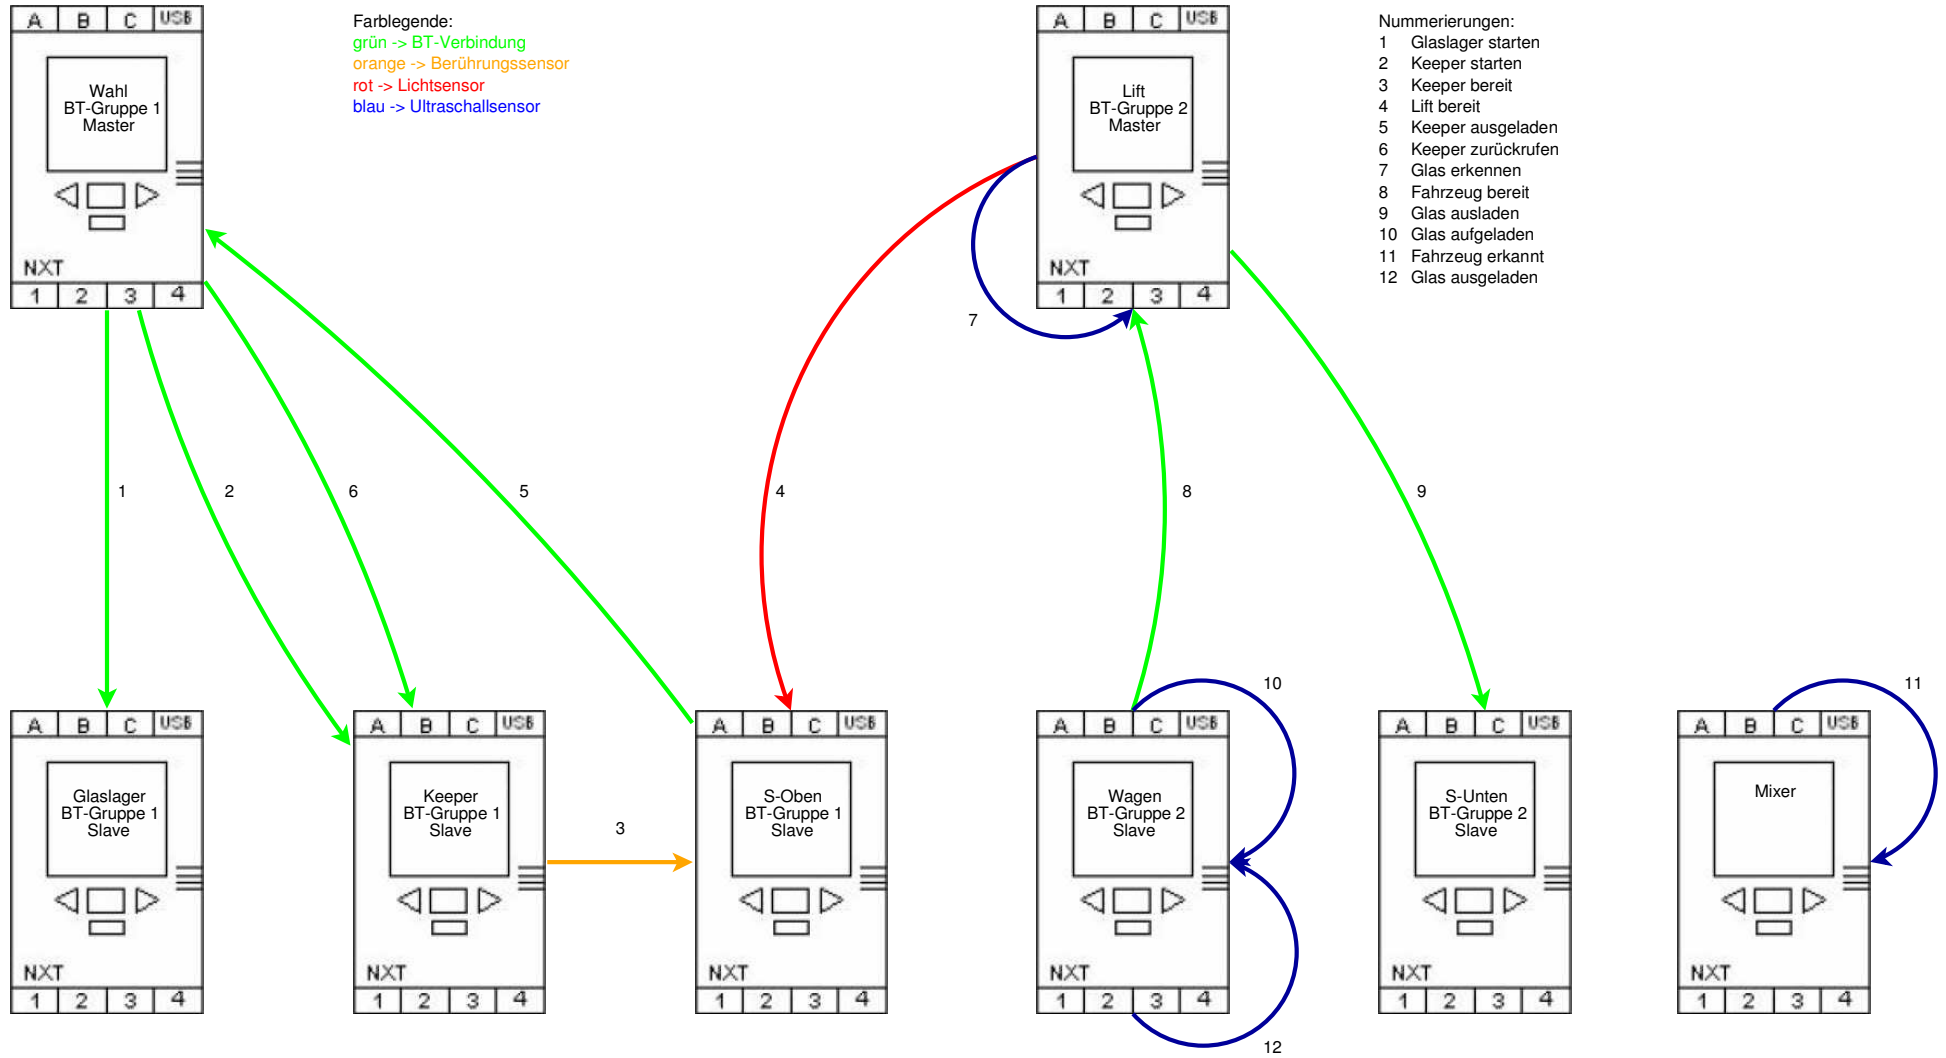 A B C USB
Wahl
BT-Gruppe 1
Master
NXT
1 2 3 4
Farblegende:
grün -> BT-Verbindung
orange -> Berührungssensor
rot -> Lichtsensor
blau -> Ultraschallsensor
A B C USB
Lift
BT-Gruppe 2
Master
NXT
1 2 3 4
Nummerierungen:
1 Glaslager starten
2 Keeper starten
3 Keeper bereit
4 Lift bereit
5 Keeper ausgeladen
6 Keeper zurückrufen
7 Glas erkennen
8 Fahrzeug bereit
9 Glas ausladen
10 Glas aufgeladen
11 Fahrzeug erkannt
12 Glas ausgeladen
7
1
2
6
5
4
8
9
10
11
A B C USB
Glaslager
BT-Gruppe 1
Slave
NXT
1 2 3 4
A B C USB
Keeper
BT-Gruppe 1
Slave
NXT
1 2 3 4
3
A B C USB
S-Oben
BT-Gruppe 1
Slave
NXT
1 2 3 4
A B C USB
Wagen
BT-Gruppe 2
Slave
NXT
1 2 3 4
12
A B C USB
S-Unten
BT-Gruppe 2
Slave
NXT
1 2 3 4
A B C USB
Mixer
NXT
1 2 3 4